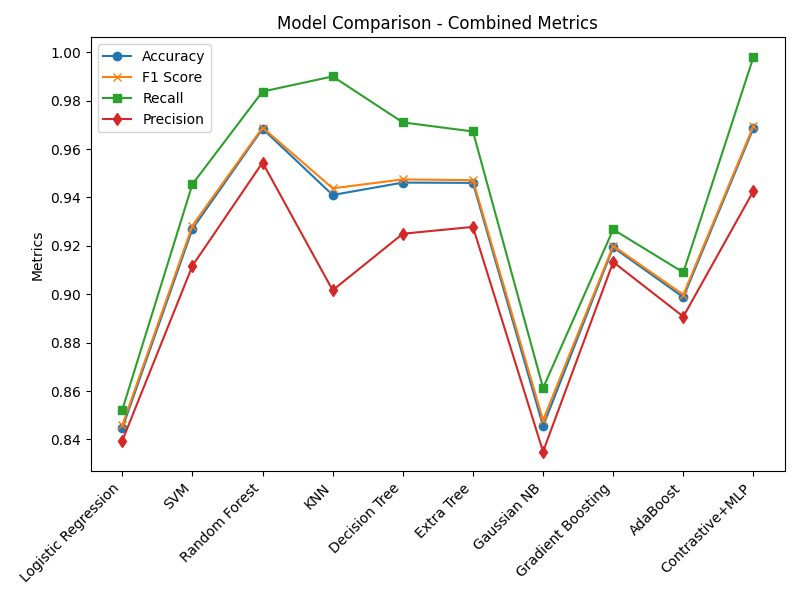 Model Comparison - Combined Metrics
Accuracy
F1 Score
Recall
Precision
Metrics
1.00
0.98
0.96
0.94
0.92
0.90
0.88
0.86
0.84
Logistic Regression
SVM
Random Forest
KNN
Decision Tree
Extra Tree
Gaussian NB
Gradient Boosting
AdaBoost
Contrastive+MLP